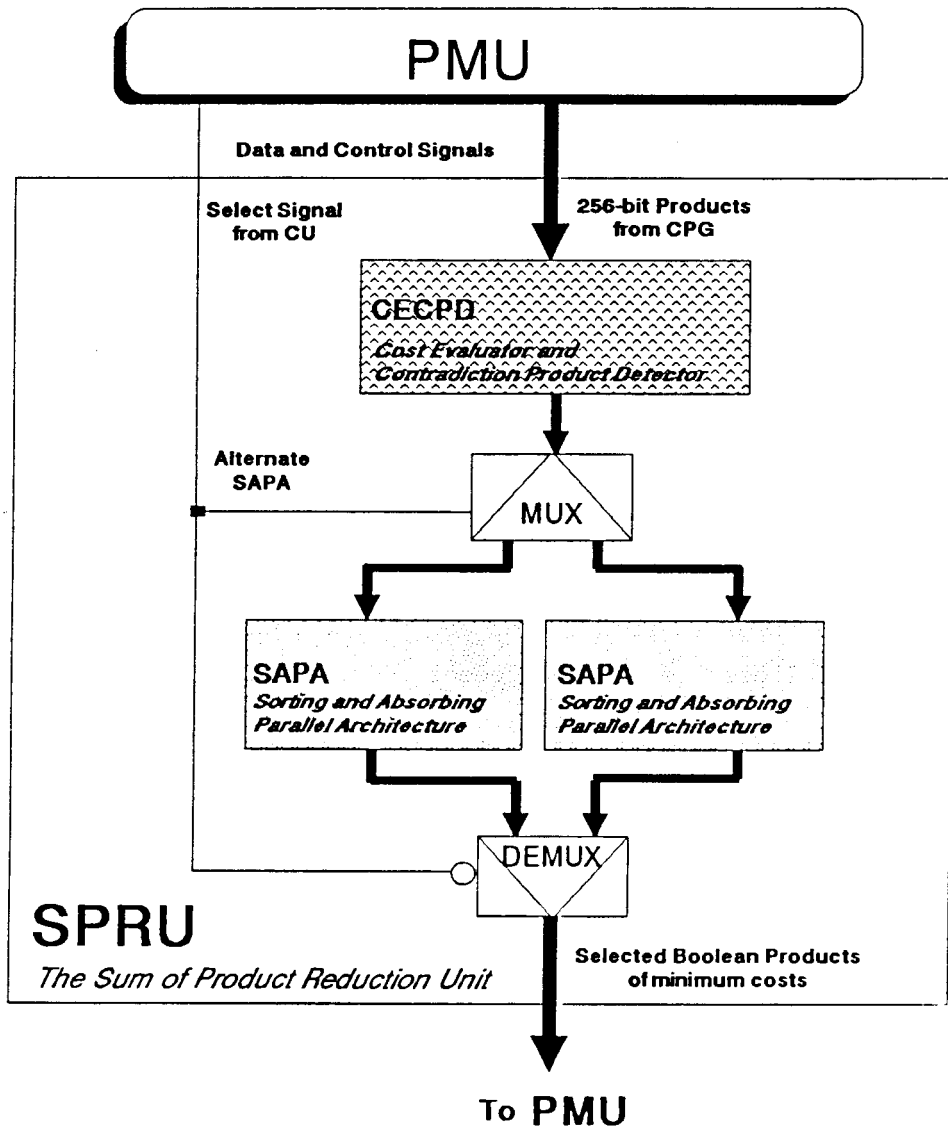 PMU
Data and Control Signals
Select Signal
from CU
256-bit Products
from CPG
CECPD
Cost Evaluator and
Contradiction Product Detector
Alternate
SAPA
MUX
SAPA
Sorting and Absorbing
Parallel Architecture
SAPA
Sorting and Absorbing
Parallel Architecture
DEMUX
SPRU
The Sum of Product Reduction Unit
Selected Boolean Products
of minimum costs
To PMU